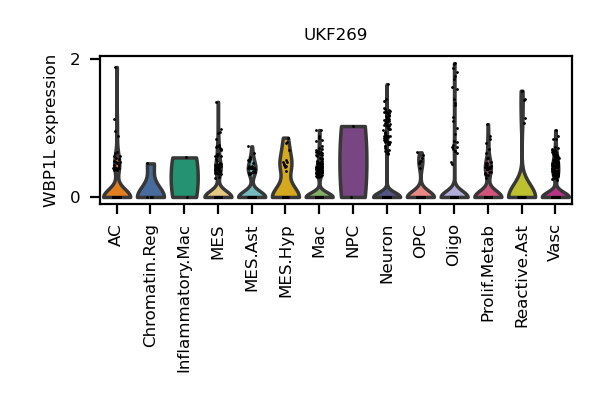 UKF269
WBP1L expression
2
0
AC
Chromatin.Reg
Inflammatory.Mac
MES
MES.Ast
MES.Hyp
Mac
NPC
Neuron
OPC
Oligo
Prolif.Metab
Reactive.Ast
Vasc